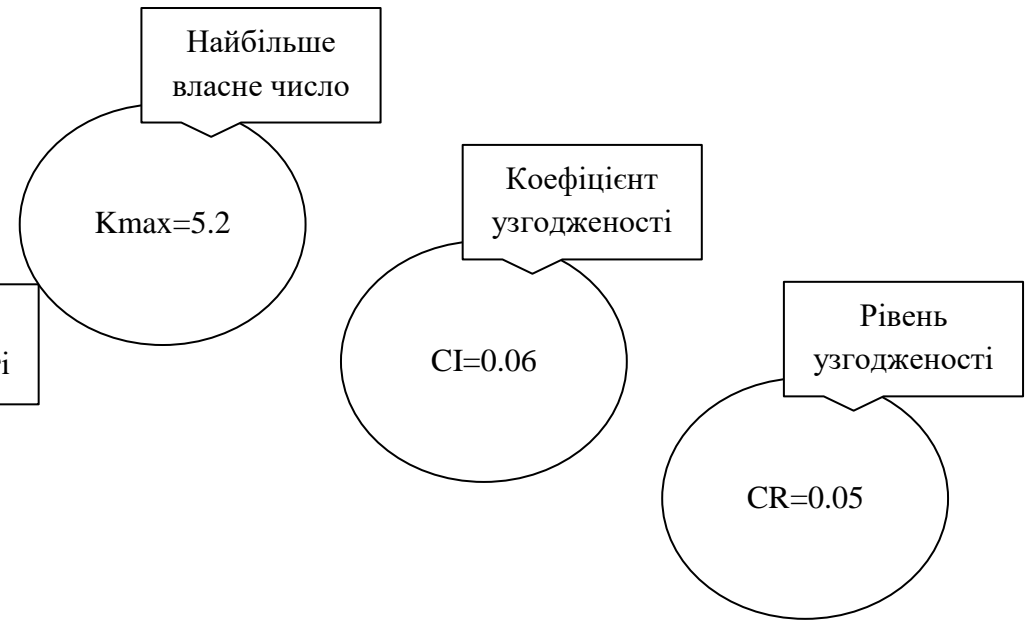 Найбільше
власне число
Kmax=5.2
Коефіцієнт
узгодженості
CI=0.06
Рівень
узгодженості
CR=0.05